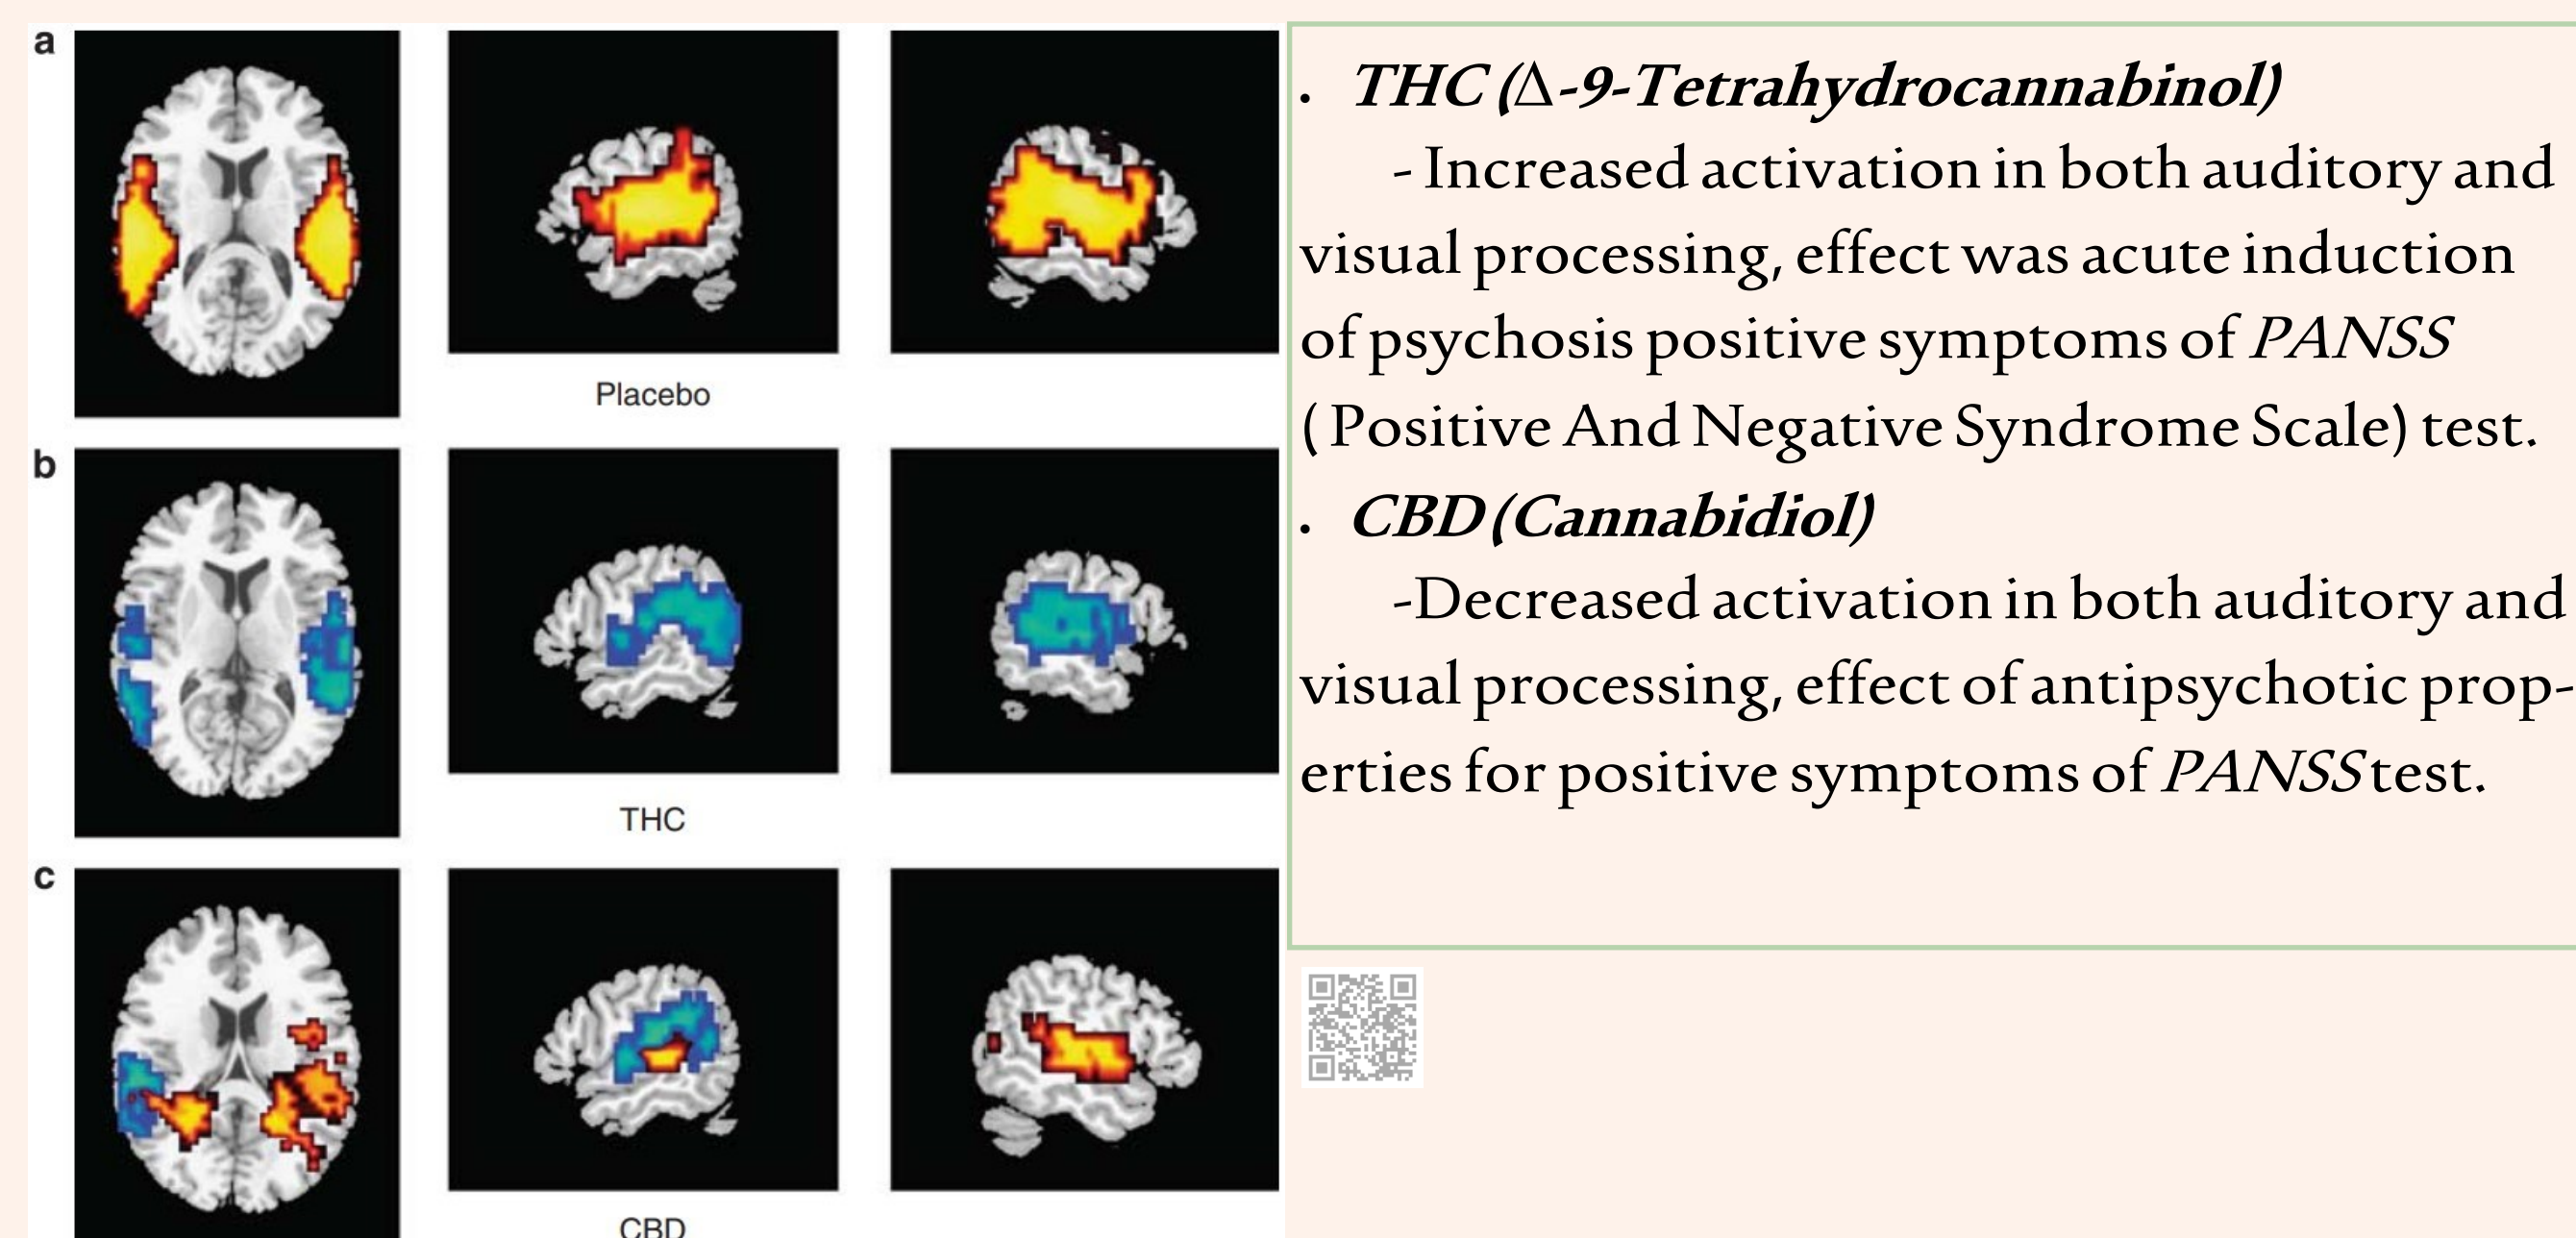 a
Placebo
b
THC
c
CBD
. THC (Δ-9-Tetrahydrocannabinol)
- Increased activation in both auditory and
visual processing, effect was acute induction
of psychosis positive symptoms of PANSS
( Positive And Negative Syndrome Scale) test.
. CBD (Cannabidiol)
-Decreased activation in both auditory and
visual processing, effect of antipsychotic prop-
erties for positive symptoms of PANSS test.